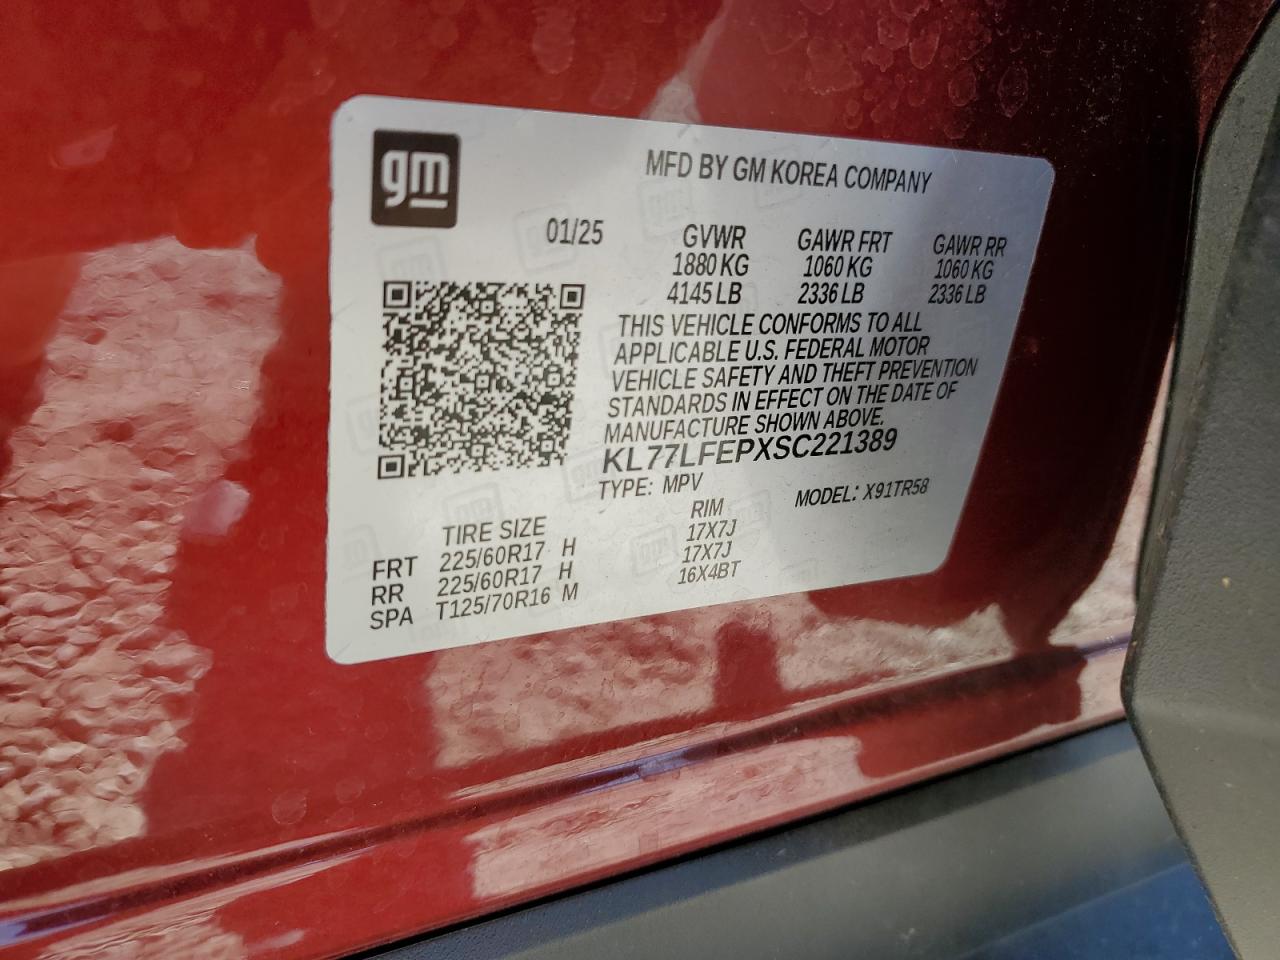 gm
MFD BY GM KOREA COMPANY
01/25 GVWR GAWR FRT GAWR RR
1880 KG 1060 KG 1060 KG
4145 LB 2336 LB 2336 LB
THIS VEHICLE CONFORMS TO ALL
APPLICABLE U.S. FEDERAL MOTOR
VEHICLE SAFETY AND THEFT PREVENTION
STANDARDS IN EFFECT ON THE DATE OF
MANUFACTURE SHOWN ABOVE.
KL77LFEPXSC221389
TYPE: MPV MODEL: X91TR58
TIRE SIZE RIM
FRT 225/60R17 H 17X7J
RR 225/60R17 H 17X7J
SPA T125/70R16 M 16X4BT